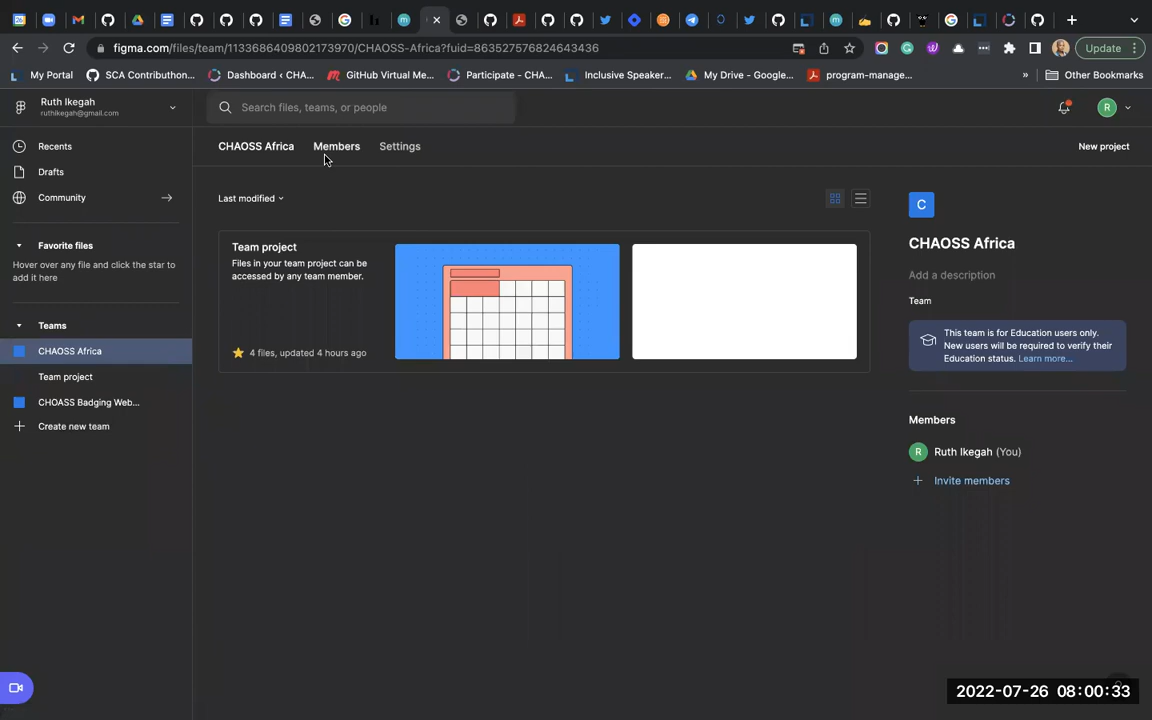 figma.com/files/team/1133686409802173970/CHAOSS-Africa?fuid=863527576824643436
Update
My Portal
SCA Contributhon...
Dashboard ‹ CHA...
GitHub Virtual Me...
Participate - CHA...
Inclusive Speaker...
My Drive - Google...
program-manage...
»
Other Bookmarks
Ruth Ikegah
ruthikegah@gmail.com
Search files, teams, or people
R
Recents
Drafts
Community
Favorite files
Hover over any file and click the star to
add it here
Teams
CHAOSS Africa
Team project
CHOASS Badging Web...
Create new team
CHAOSS Africa
Members
Settings
New project
Last modified
Team project
Files in your team project can be
accessed by any team member.
4 files, updated 4 hours ago
C
CHAOSS Africa
Add a description
Team
This team is for Education users only.
New users will be required to verify their
Education status. Learn more...
Members
R
Ruth Ikegah (You)
Invite members
2022-07-26 08:00:33